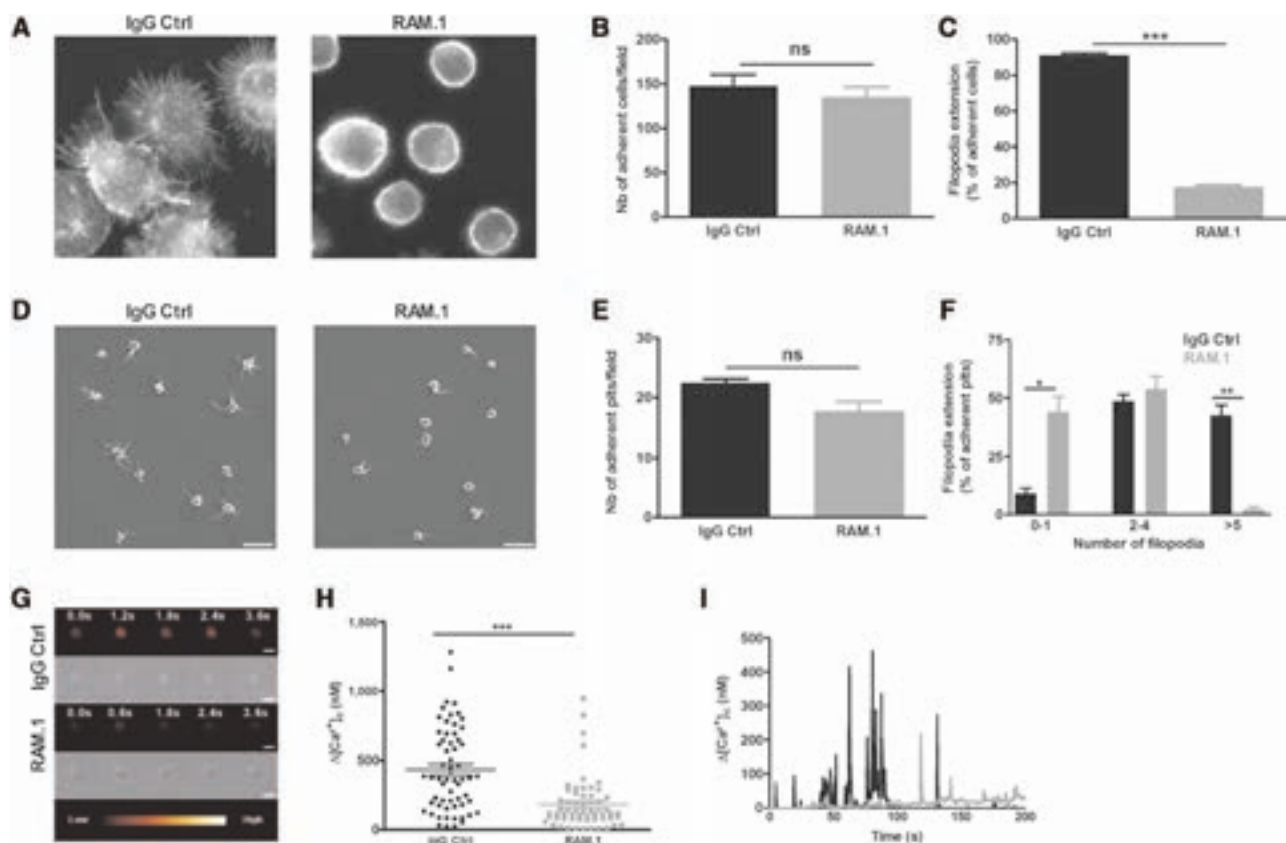 A
IgG Ctrl
RAM.1
B
Nb of adherent cells/field
200
150
100
50
0
ns
IgG Ctrl
RAM.1
C
Filopodia extension
(% of adherent cells)
100
80
60
40
20
0
***
IgG Ctrl
RAM.1
D
IgG Ctrl
RAM.1
E
Nb of adherent plts/field
30
20
10
0
ns
IgG Ctrl
RAM.1
F
Filopodia extension
(% of adherent plts)
75
50
25
0
IgG Ctrl
RAM.1
*
**
0-1
2-4
>5
Number of filopodia
G
IgG Ctrl
RAM.1
0.0s 1.2s 1.8s 2.4s 3.6s
0.0s 0.6s 1.8s 2.4s 3.6s
Low
High
H
Δ[Ca²⁺] (nM)
1,500
1,000
500
0
***
IgG Ctrl
RAM.1
I
Δ[Ca²⁺] (nM)
500
400
300
200
100
0
0 50 100 150 200
Time (s)